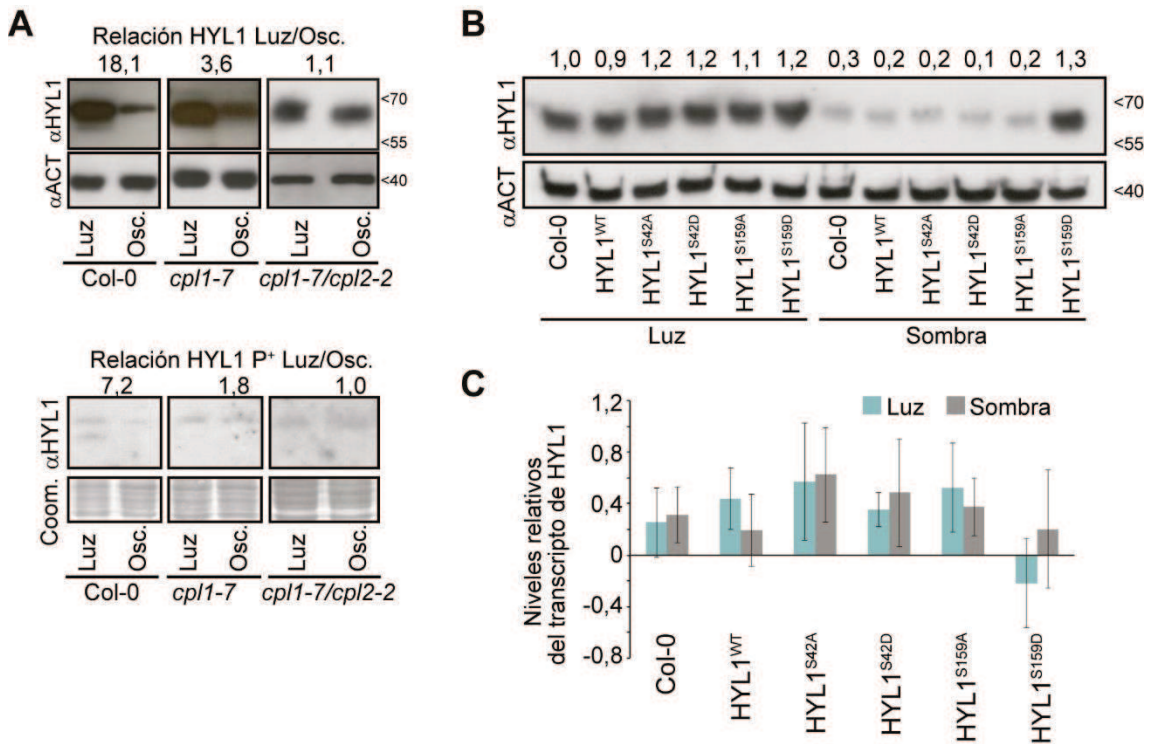 A
Relación HYL1 Luz/Osc.
18,1 3,6 1,1
αHYL1
<70
<55
αACT
<40
Luz Osc. Luz Osc. Luz Osc.
Col-0 cpl1-7 cpl1-7/cpl2-2
Relación HYL1 P+ Luz/Osc.
7,2 1,8 1,0
αHYL1
Coom.
Luz Osc. Luz Osc. Luz Osc.
Col-0 cpl1-7 cpl1-7/cpl2-2
B
1,0 0,9 1,2 1,2 1,1 1,2 0,3 0,2 0,2 0,1 0,2 1,3
αHYL1
<70
<55
αACT
<40
Col-0 HYL1WT HYL1S42A HYL1S42D HYL1S159A HYL1S159D Col-0 HYL1WT HYL1S42A HYL1S42D HYL1S159A HYL1S159D
Luz Sombra
C
Niveles relativos
del transcripto de HYL1
1,2
0,8
0,4
0
-0,4
-0,8
Luz Sombra
Col-0 HYL1WT HYL1S42A HYL1S42D HYL1S159A HYL1S159D